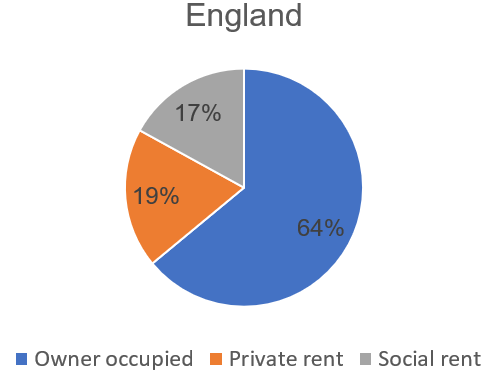 England
17%
19%
64%
Owner occupied Private rent Social rent